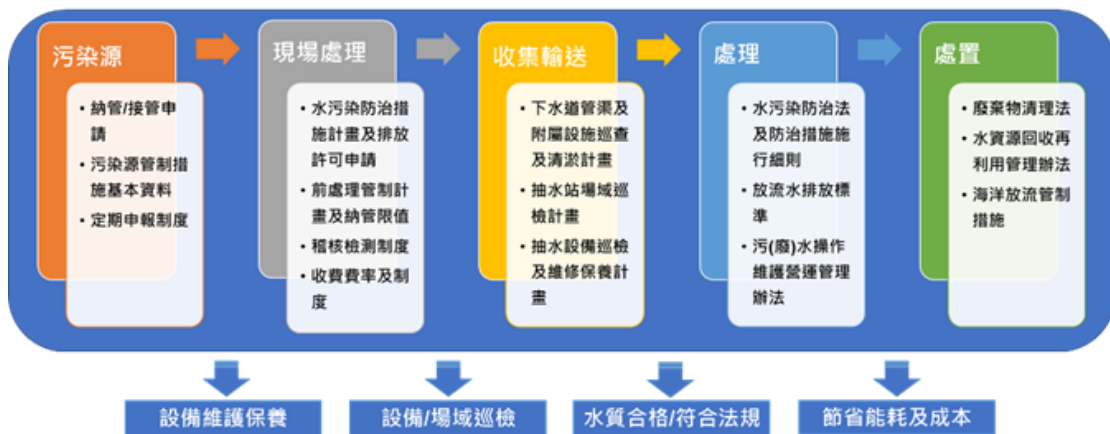 污染源
• 納管/接管申
請
• 污染源管制措
施基本資料
• 定期申報制度
現場處理
• 水污染防治措
施計畫及排放
許可申請
• 前處理管制計
畫及納管限值
• 稽核檢測制度
• 收費費率及制
度
收集輸送
• 下水道管渠及
附屬設施巡查
及清淤計畫
• 抽水站場域巡
檢計畫
• 抽水設備巡檢
及維修保養計
畫
處理
• 水污染防治法
及防治措施施
行細則
• 放流水排放標
準
• 污(廢)水操作
維護營運管理
辦法
處置
• 廢棄物清理法
• 水資源回收再
利用管理辦法
• 海洋放流管制
措施
設備維護保養
設備/場域巡檢
水質合格/符合法規
節省能耗及成本